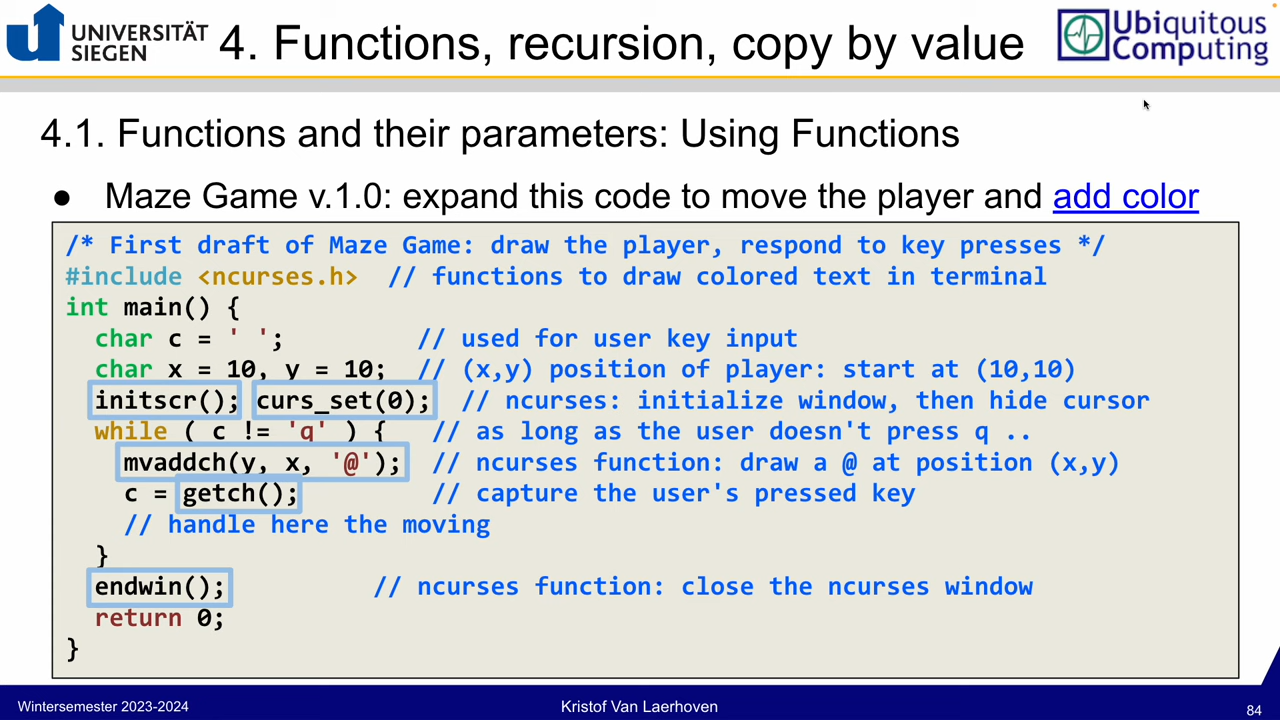 UNIVERSITÄT
SIEGEN
4. Functions, recursion, copy by value
Ubiquitous
Computing
4.1. Functions and their parameters: Using Functions
● Maze Game v.1.0: expand this code to move the player and add color
/* First draft of Maze Game: draw the player, respond to key presses */
#include <ncurses.h>  // functions to draw colored text in terminal
int main() {
  char c = ' ';         // used for user key input
  char x = 10, y = 10;  // (x,y) position of player: start at (10,10)
  initscr(); curs_set(0);  // ncurses: initialize window, then hide cursor
  while ( c != 'q' ) {   // as long as the user doesn't press q ..
    mvaddch(y, x, '@');  // ncurses function: draw a @ at position (x,y)
    c = getch();         // capture the user's pressed key
    // handle here the moving
  }
  endwin();          // ncurses function: close the ncurses window
  return 0;
}
Wintersemester 2023-2024
Kristof Van Laerhoven
84